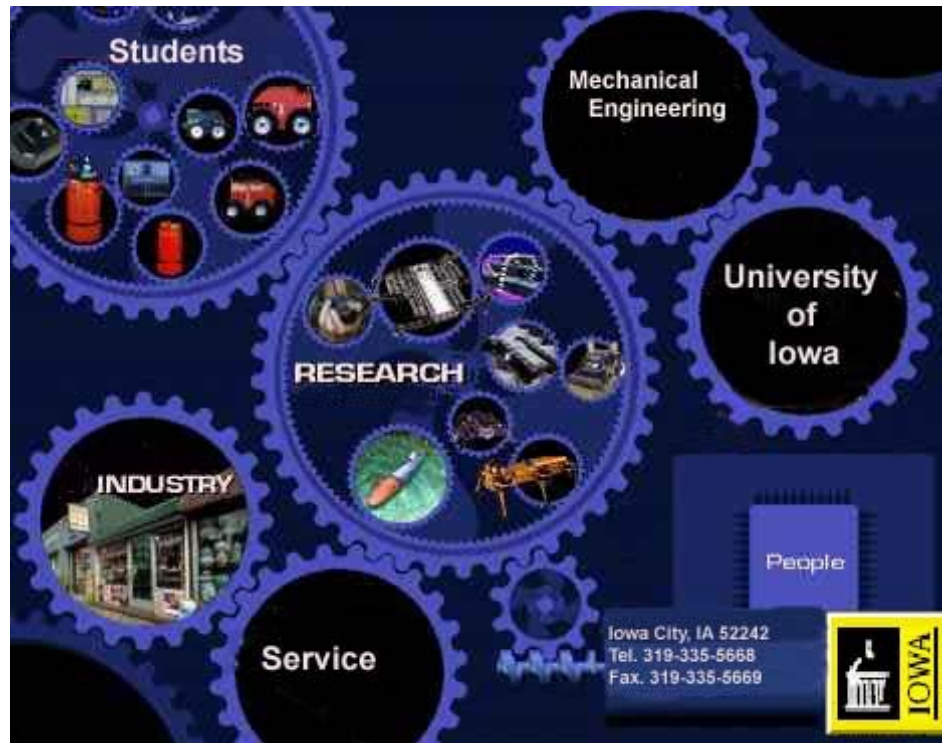 Students
Mechanical
Engineering
University
of
Iowa
RESEARCH
INDUSTRY
People
Service
Iowa City, IA 52242
Tel. 319-335-5668
Fax. 319-335-5669
IOWA